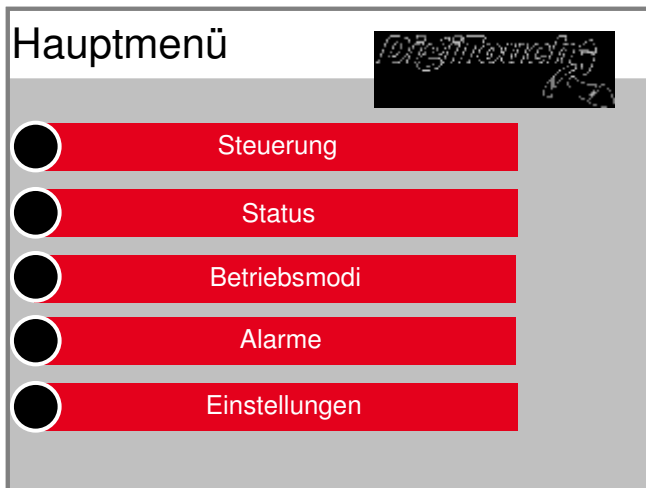 Hauptmenü
DigiTouch
Steuerung
Status
Betriebsmodi
Alarme
Einstellungen